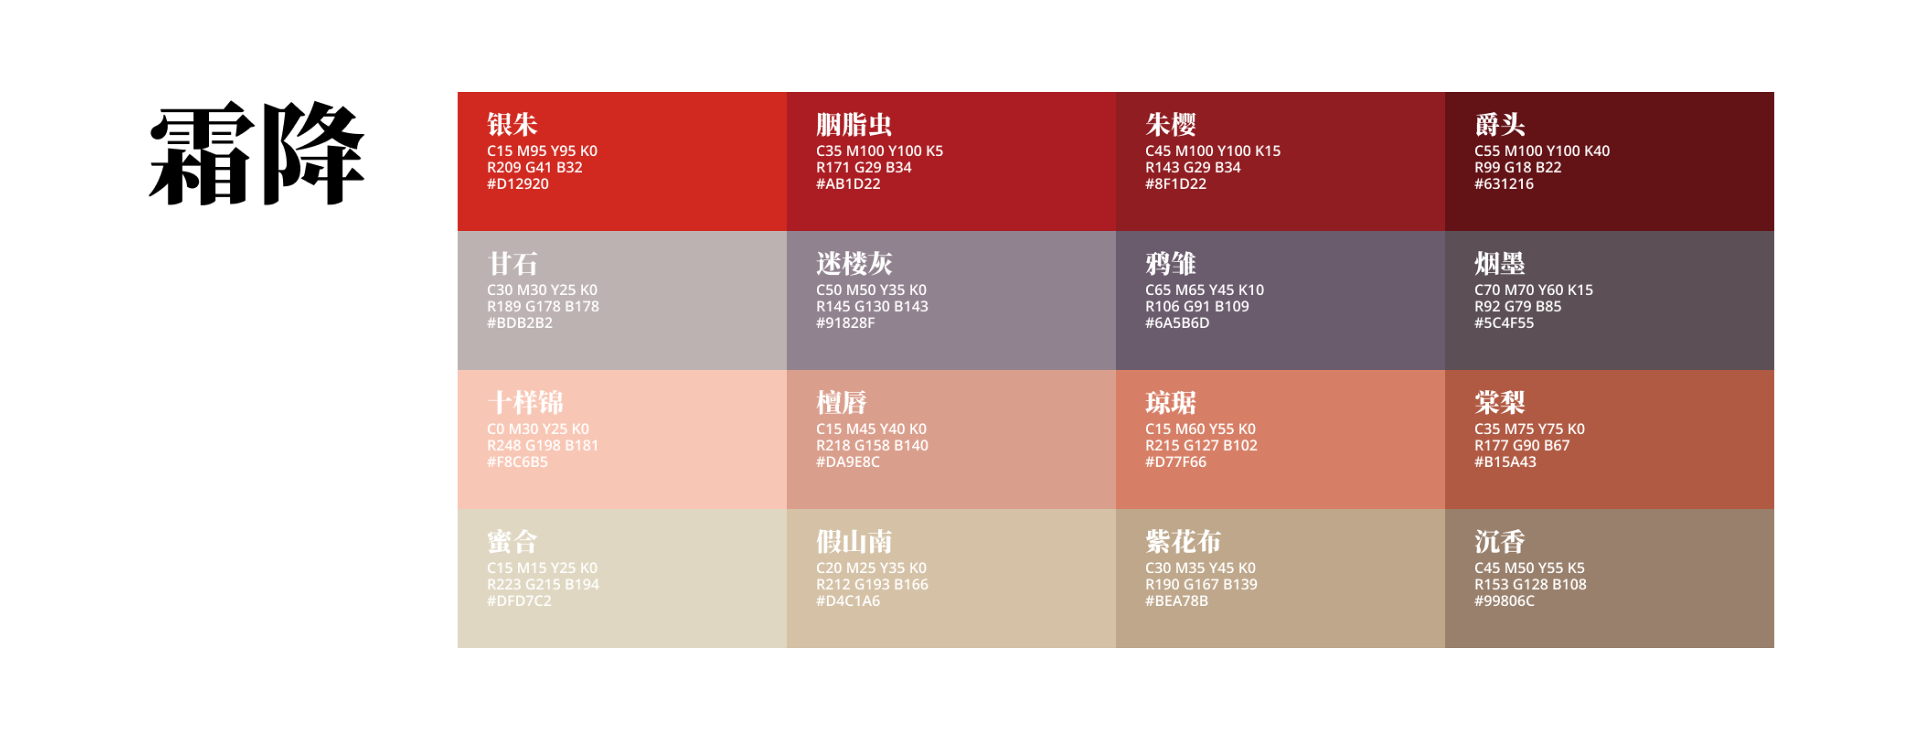 霜降
银朱
C15 M95 Y95 K0
R209 G41 B32
#D12920
胭脂虫
C35 M100 Y100 K5
R171 G29 B34
#AB1D22
朱樱
C45 M100 Y100 K15
R143 G29 B34
#8F1D22
爵头
C55 M100 Y100 K40
R99 G18 B22
#631216
甘石
C30 M30 Y25 K0
R189 G178 B178
#BDB2B2
迷楼灰
C50 M50 Y35 K0
R145 G130 B143
#91828F
鸦雏
C65 M65 Y45 K10
R106 G91 B109
#6A5B6D
烟墨
C70 M70 Y60 K15
R92 G79 B85
#5C4F55
十样锦
C0 M30 Y25 K0
R248 G198 B181
#F8C6B5
檀唇
C15 M45 Y40 K0
R218 G158 B140
#DA9E8C
琼琚
C15 M60 Y55 K0
R215 G127 B102
#D77F66
棠梨
C35 M75 Y75 K0
R177 G90 B67
#B15A43
蜜合
C15 M15 Y25 K0
R223 G215 B194
#DFD7C2
假山南
C20 M25 Y35 K0
R212 G193 B166
#D4C1A6
紫花布
C30 M35 Y45 K0
R190 G167 B139
#BEA78B
沉香
C45 M50 Y55 K5
R153 G128 B108
#99806C